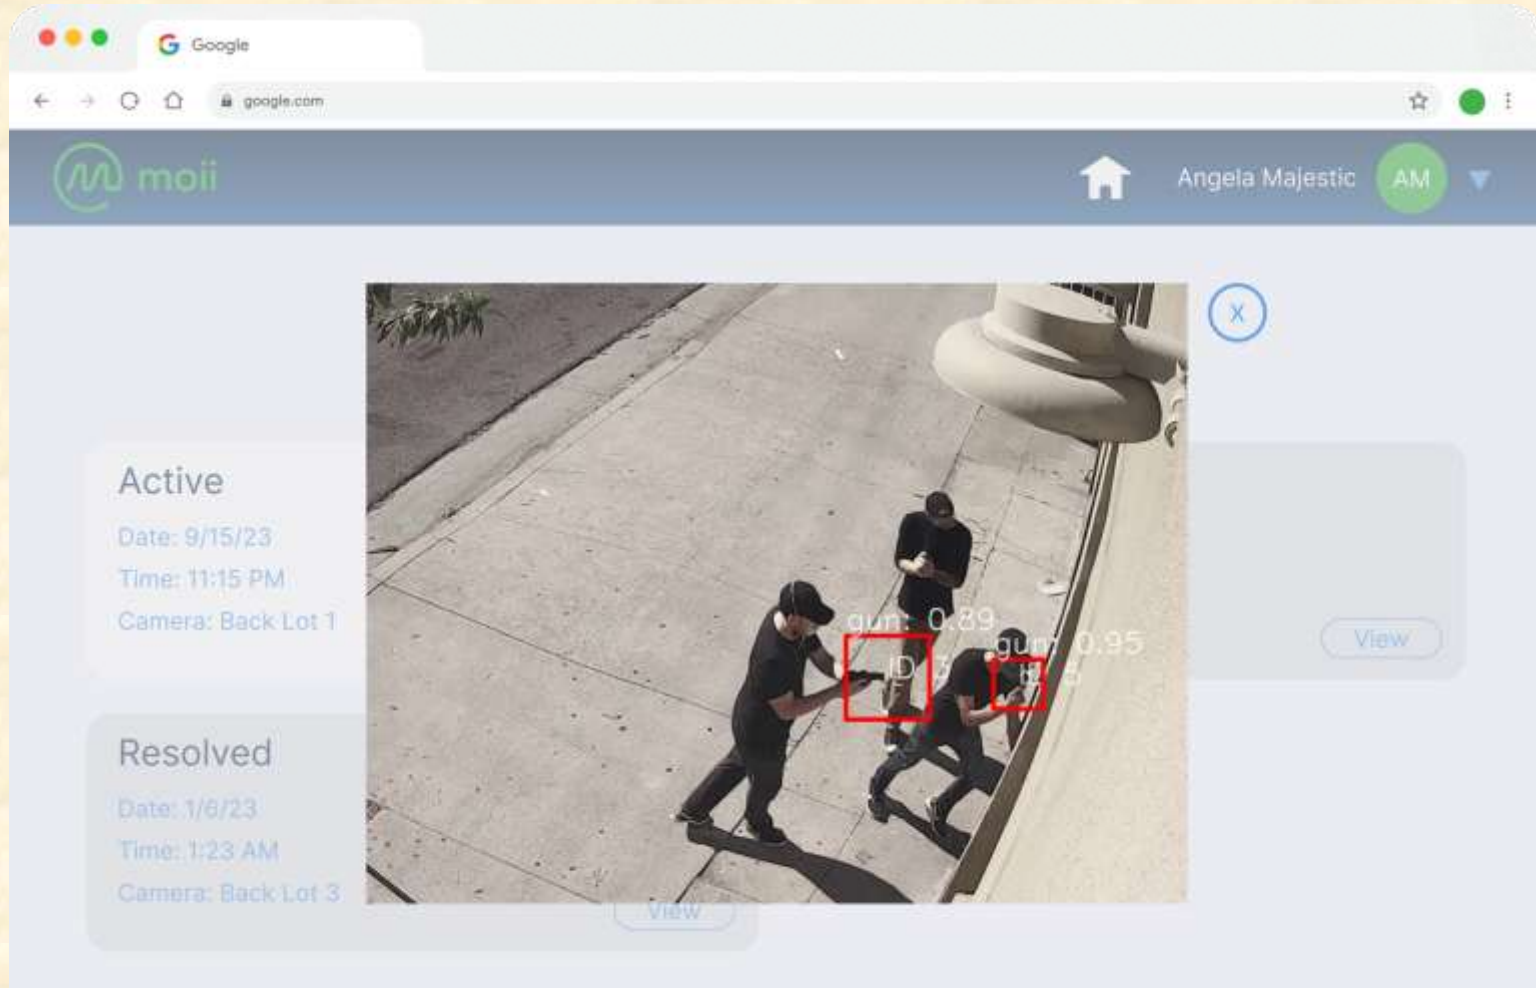 Google
google.com
moii
Angela Majestic
AM
X
Active
Date: 9/15/23
Time: 11:15 PM
Camera: Back Lot 1
View
gun: 0.89
ID 3
gun: 0.95
Resolved
Date: 1/6/23
Time: 1:23 AM
Camera: Back Lot 3
View